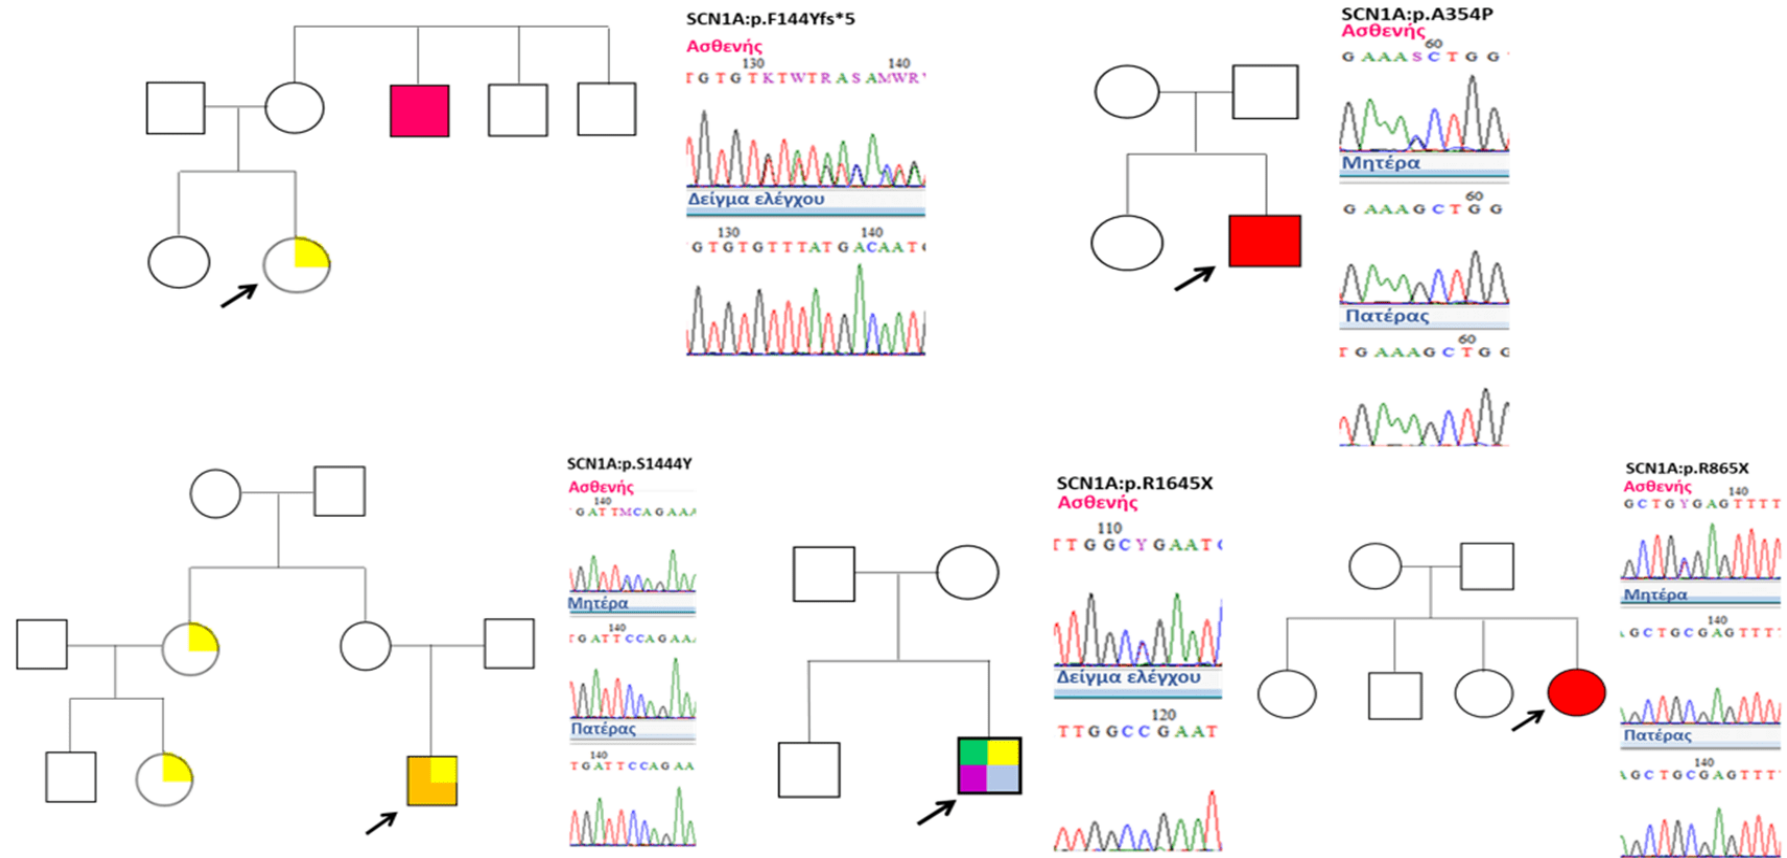 SCN1A:p.F144Yfs*5
Ασθενής
130 140
T G T G T K T W T R A S A M W R Y
Δείγμα ελέγχου
130 140
G T G T G T T T A T G A C A A T G
SCN1A:p.A354P
Ασθενής
60
G A A A S C T G G
Μητέρα
60
G A A A G C T G G
Πατέρας
60
T G A A A G C T G G
SCN1A:p.S1444Y
Ασθενής
140
G A T T M C A G A A A
Μητέρα
140
T G A T T C C A G A A A
Πατέρας
140
T G A T T C C A G A A
SCN1A:p.R1645X
Ασθενής
110
T T G G C Y G A A T C
Δείγμα ελέγχου
120
T T G G C C G A A T
SCN1A:p.R865X
Ασθενής
140
G C T G Y G A G T T T T
Μητέρα
140
A G C T G C G A G T T T T
Πατέρας
140
A G C T G C G A G T T T T